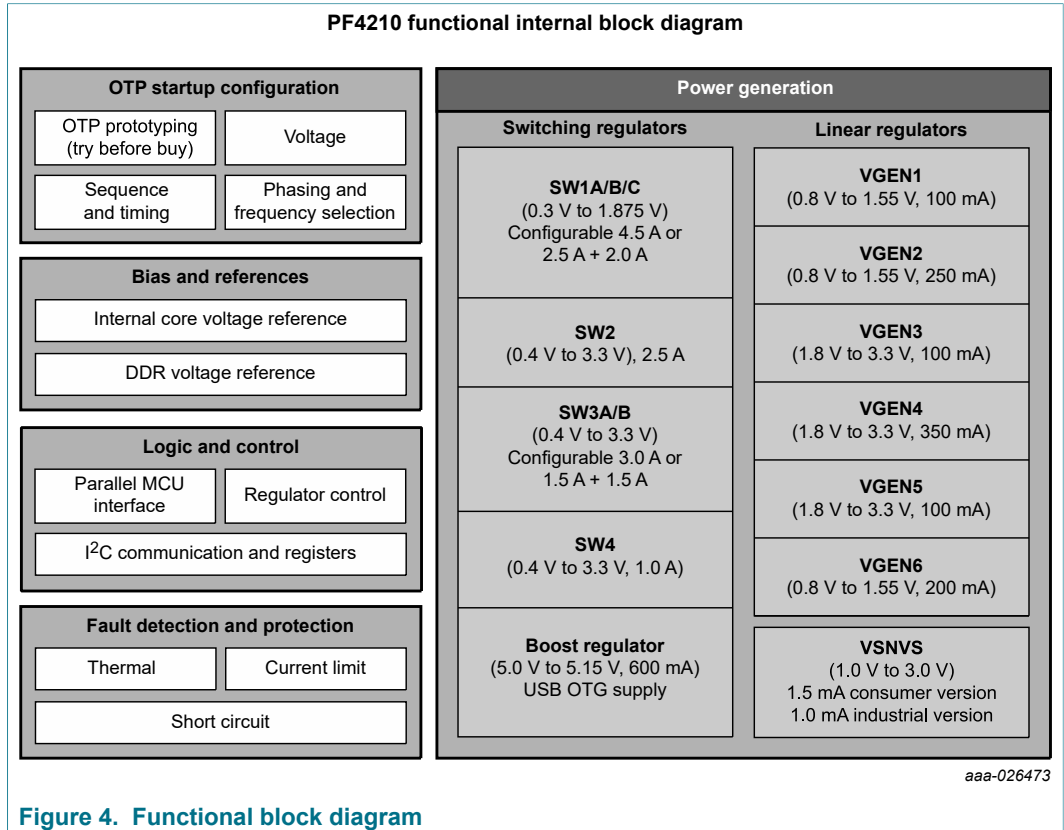 PF4210 functional internal block diagram
OTP startup configuration
OTP prototyping
(try before buy)
Voltage
Sequence
and timing
Phasing and
frequency selection
Bias and references
Internal core voltage reference
DDR voltage reference
Logic and control
Parallel MCU
interface
Regulator control
I2C communication and registers
Fault detection and protection
Thermal
Current limit
Short circuit
Power generation
Switching regulators
SW1A/B/C
(0.3 V to 1.875 V)
Configurable 4.5 A or
2.5 A + 2.0 A
SW2
(0.4 V to 3.3 V), 2.5 A
SW3A/B
(0.4 V to 3.3 V)
Configurable 3.0 A or
1.5 A + 1.5 A
SW4
(0.4 V to 3.3 V, 1.0 A)
Boost regulator
(5.0 V to 5.15 V, 600 mA)
USB OTG supply
Linear regulators
VGEN1
(0.8 V to 1.55 V, 100 mA)
VGEN2
(0.8 V to 1.55 V, 250 mA)
VGEN3
(1.8 V to 3.3 V, 100 mA)
VGEN4
(1.8 V to 3.3 V, 350 mA)
VGEN5
(1.8 V to 3.3 V, 100 mA)
VGEN6
(0.8 V to 1.55 V, 200 mA)
VSNVS
(1.0 V to 3.0 V)
1.5 mA consumer version
1.0 mA industrial version
aaa-026473
Figure 4. Functional block diagram